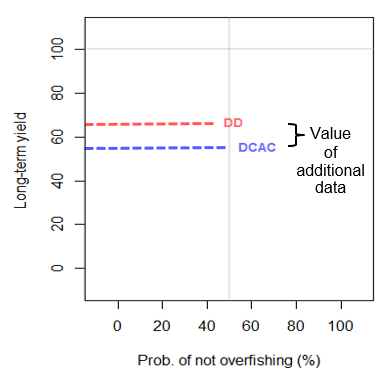 Long-term yield
100
80
60
40
20
0
DD
DCAC
Value
of
additional
data
0 20 40 60 80 100
Prob. of not overfishing (%)